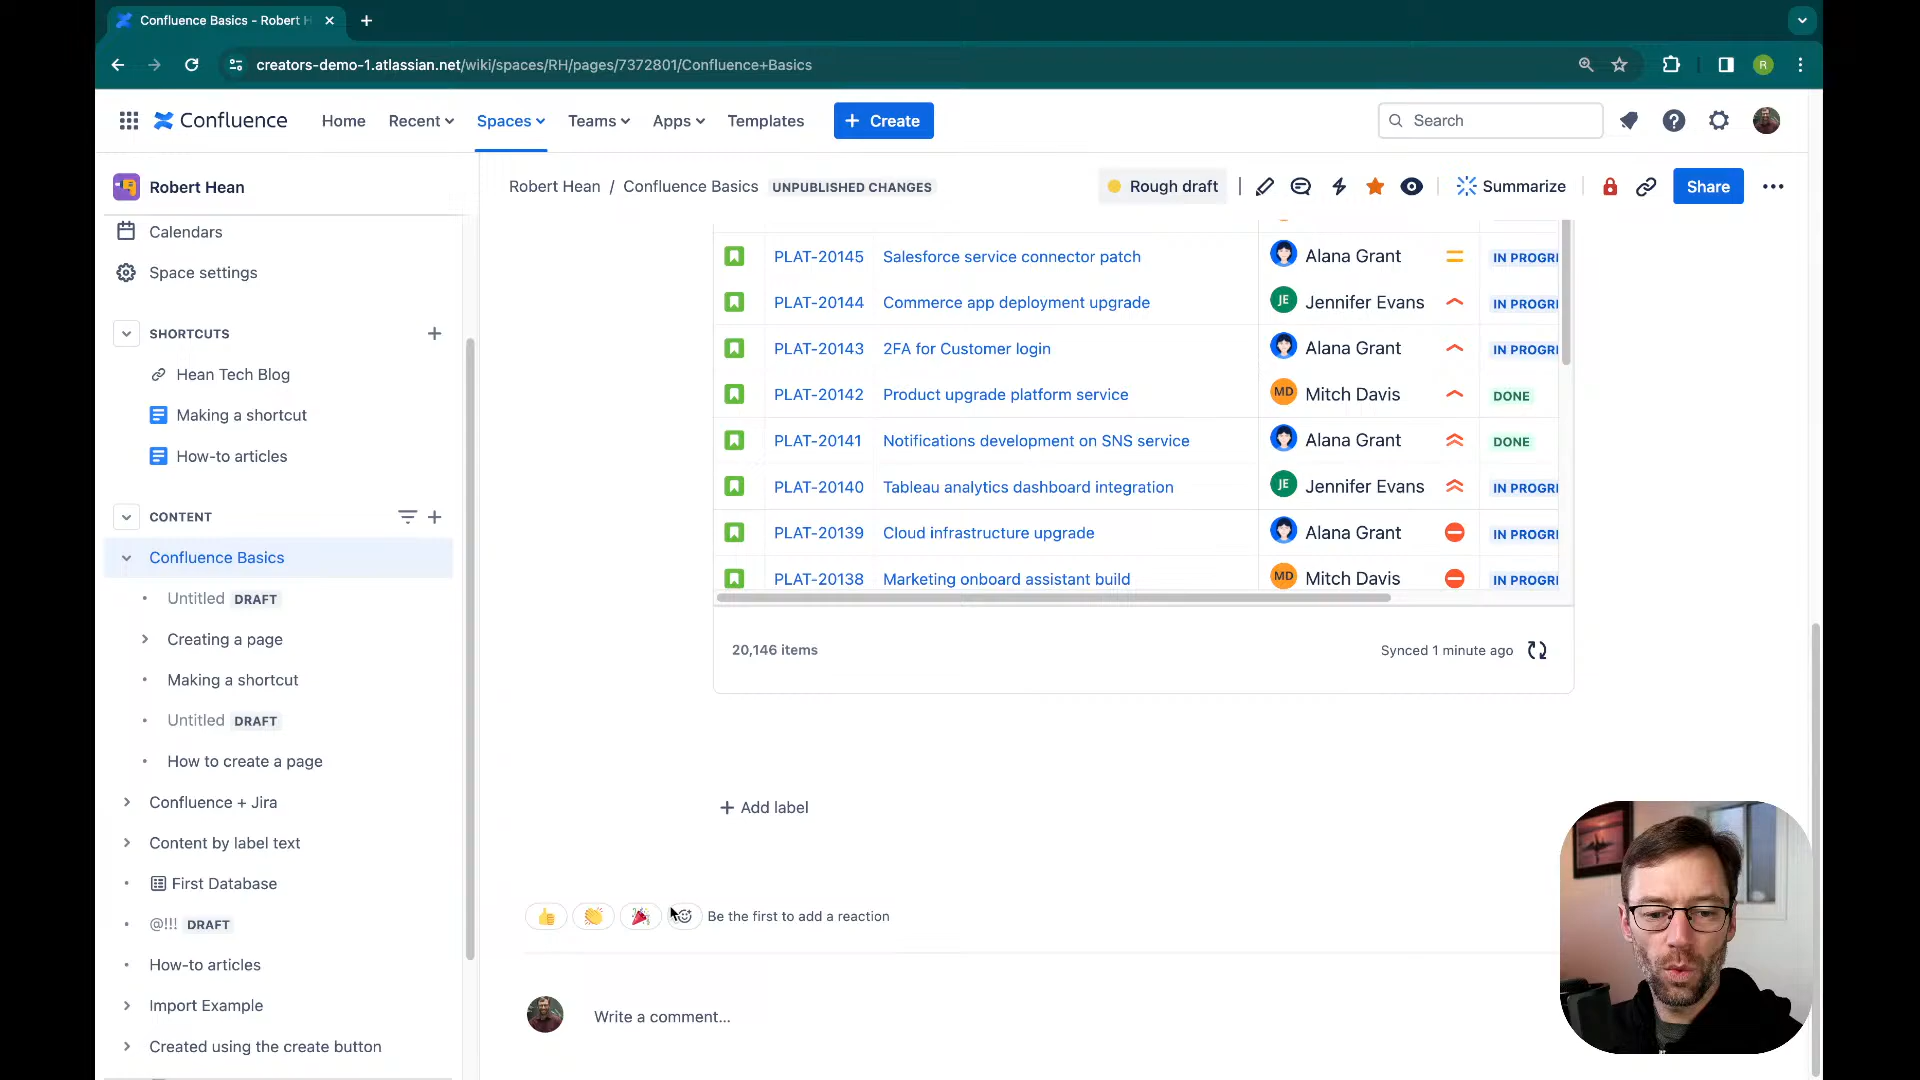 Confluence Basics - Robert H
creators-demo-1.atlassian.net/wiki/spaces/RH/pages/7372801/Confluence+Basics
R
Confluence
Home
Recent
Spaces
Teams
Apps
Templates
+ Create
Search
Robert Hean
Robert Hean / Confluence Basics UNPUBLISHED CHANGES
Rough draft
Summarize
Share
Calendars
Space settings
SHORTCUTS
Hean Tech Blog
Making a shortcut
How-to articles
CONTENT
Confluence Basics
Untitled DRAFT
Creating a page
Making a shortcut
Untitled DRAFT
How to create a page
Confluence + Jira
Content by label text
First Database
@!!! DRAFT
How-to articles
Import Example
Created using the create button
PLAT-20145 Salesforce service connector patch Alana Grant IN PROGRE
PLAT-20144 Commerce app deployment upgrade JE Jennifer Evans IN PROGRE
PLAT-20143 2FA for Customer login Alana Grant IN PROGRE
PLAT-20142 Product upgrade platform service MD Mitch Davis DONE
PLAT-20141 Notifications development on SNS service Alana Grant DONE
PLAT-20140 Tableau analytics dashboard integration JE Jennifer Evans IN PROGRE
PLAT-20139 Cloud infrastructure upgrade Alana Grant IN PROGRE
PLAT-20138 Marketing onboard assistant build MD Mitch Davis IN PROGRE
20,146 items
Synced 1 minute ago
+ Add label
Be the first to add a reaction
Write a comment...